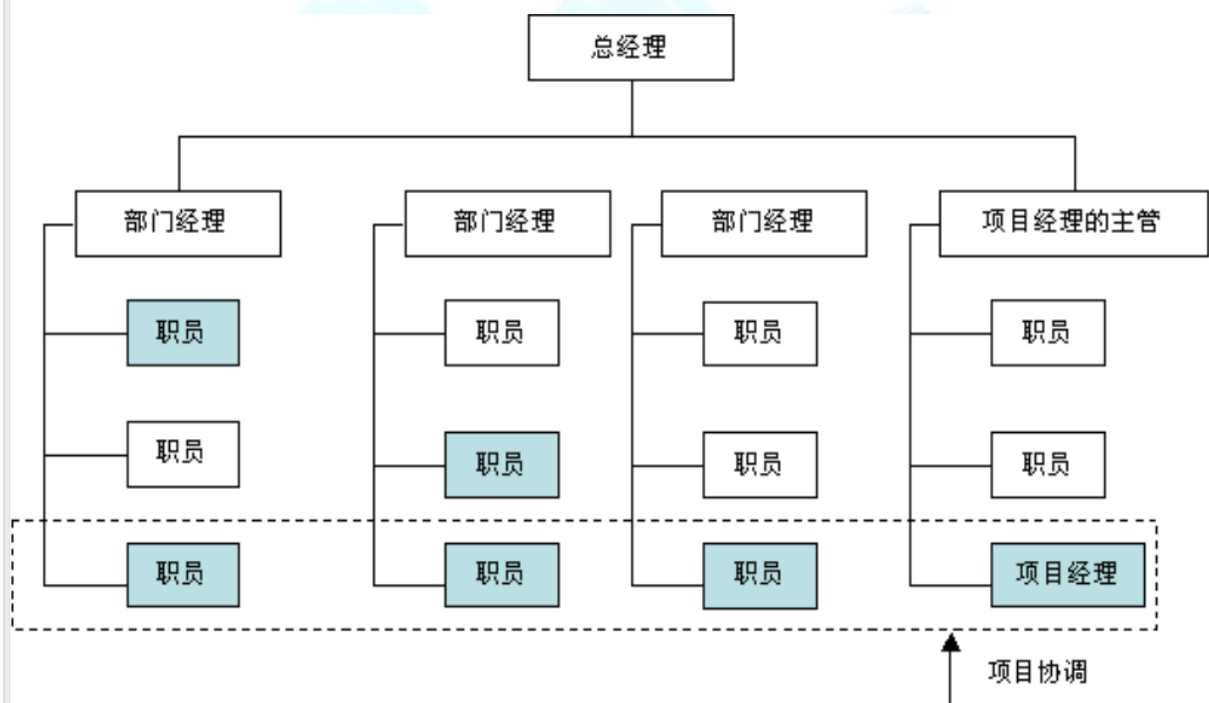 总经理
部门经理 部门经理 部门经理 项目经理的主管
职员 职员 职员 职员
职员 职员 职员 职员
职员 职员 职员 项目经理
项目协调